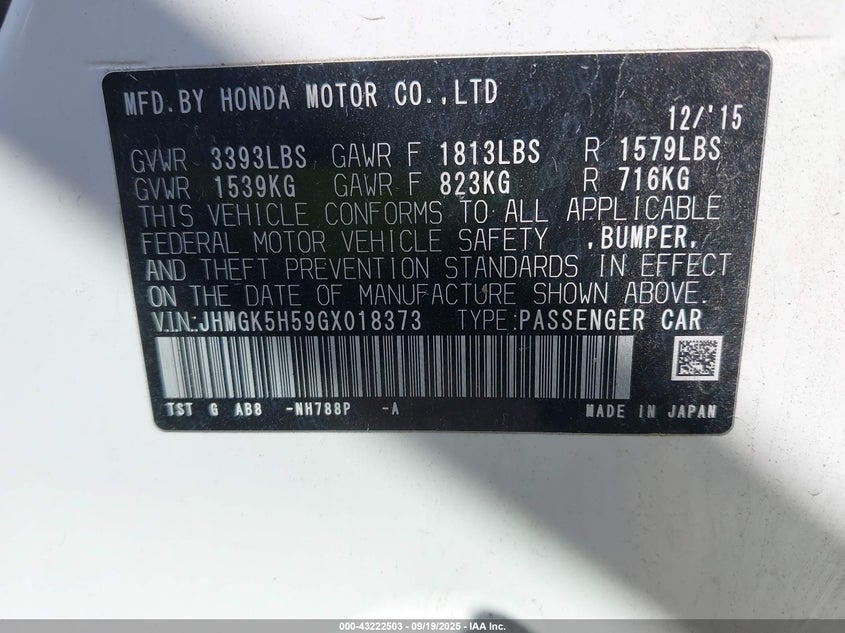 MFD.BY HONDA MOTOR CO.,LTD
12/'15
GVWR 3393LBS GAWR F 1813LBS R 1579LBS
GVWR 1539KG GAWR F 823KG R 716KG
THIS VEHICLE CONFORMS TO ALL APPLICABLE
FEDERAL MOTOR VEHICLE SAFETY ,BUMPER,
AND THEFT PREVENTION STANDARDS IN EFFECT
ON THE DATE OF MANUFACTURE SHOWN ABOVE.
V.I.N.:JHMGK5H59GX018373 TYPE:PASSENGER CAR
TST G AB8 -NH788P -A MADE IN JAPAN
000-43222503 - 09/19/2025 - IAA Inc.